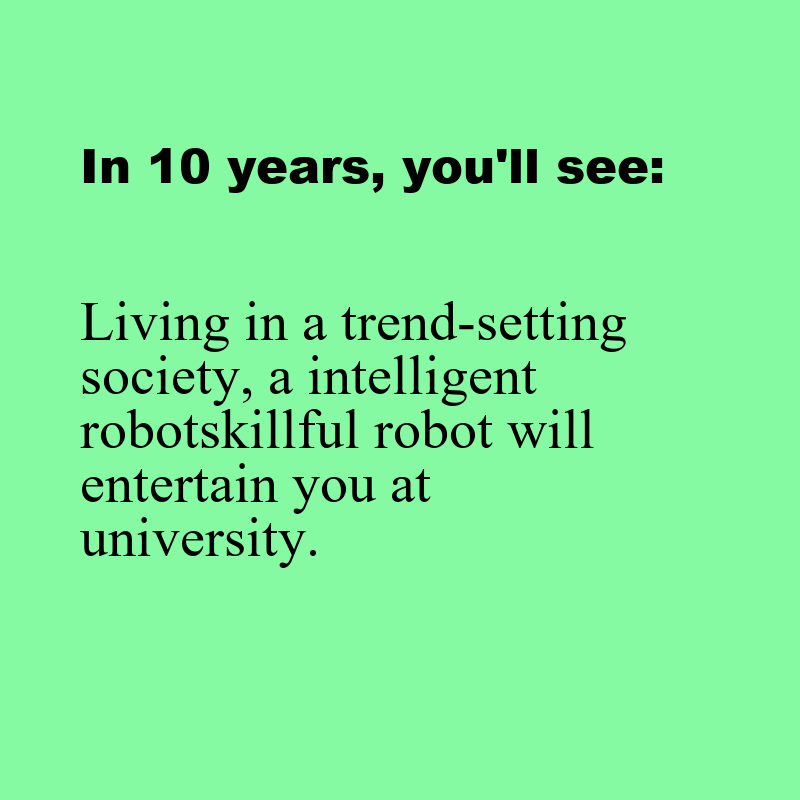 In 10 years, you'll see:
Living in a trend-setting
society, a intelligent
robotskillful robot will
entertain you at
university.